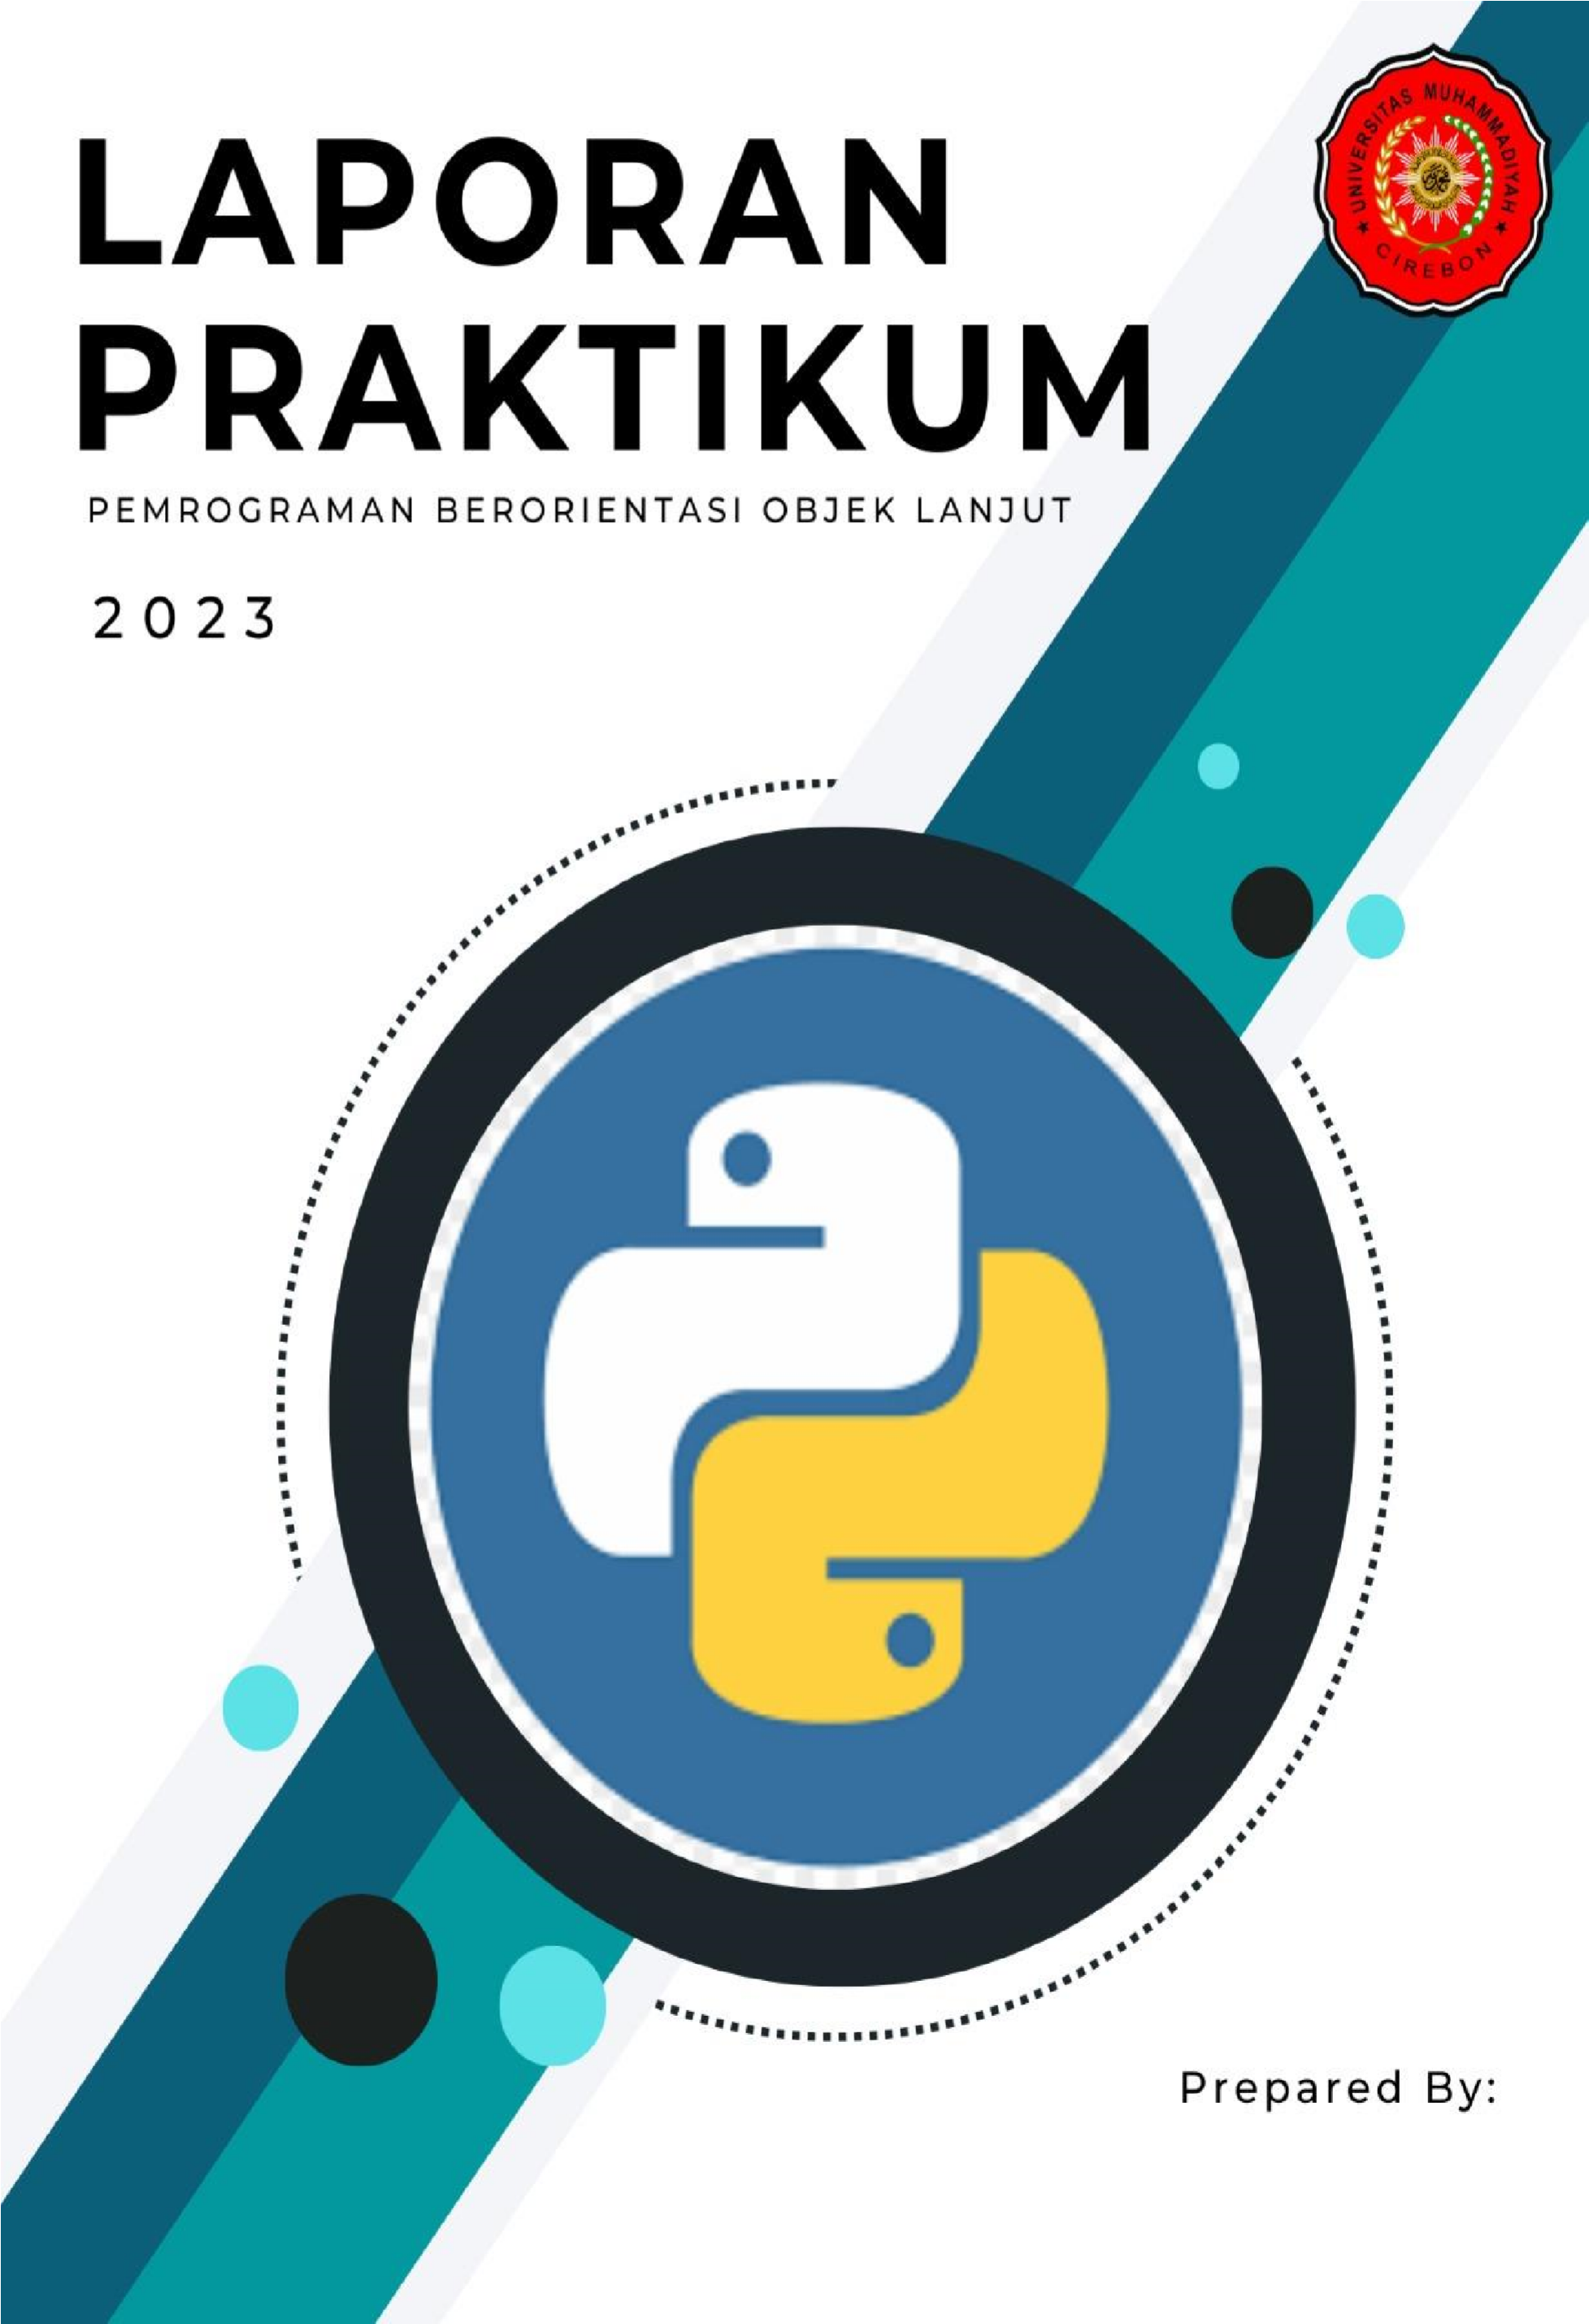 LAPORAN
PRAKTIKUM
PEMROGRAMAN BERORIENTASI OBJEK LANJUT
2023
UNIVERSITAS MUHAMMADIYAH
CIREBON
Prepared By: